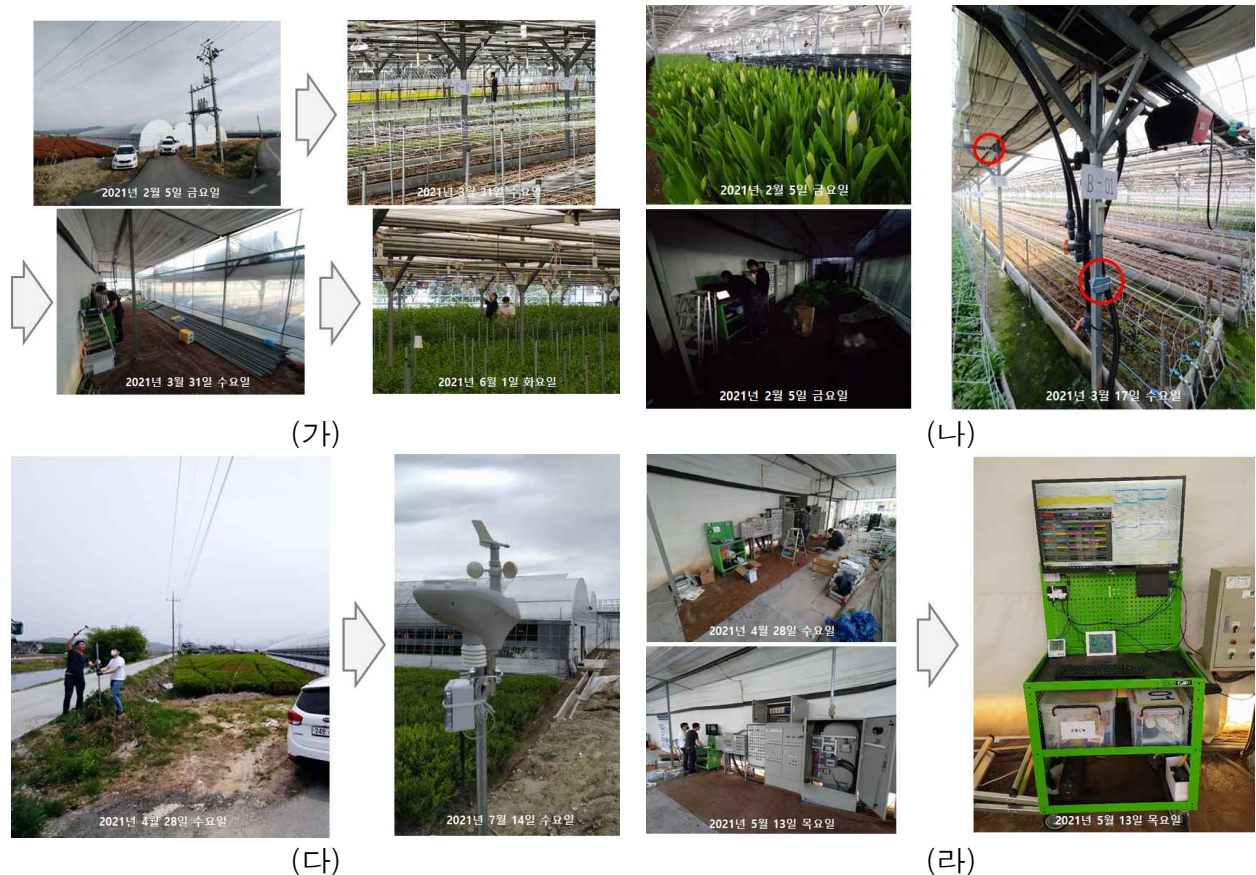 2021년 2월 5일 금요일
2021년 3월 31일 수요일
2021년 3월 31일 수요일
2021년 6월 1일 화요일
(가)
2021년 2월 5일 금요일
2021년 2월 5일 금요일
B-01
2021년 3월 17일 수요일
(나)
2021년 4월 28일 수요일
2021년 7월 14일 수요일
(다)
2021년 4월 28일 수요일
2021년 5월 13일 목요일
2021년 5월 13일 목요일
(라)